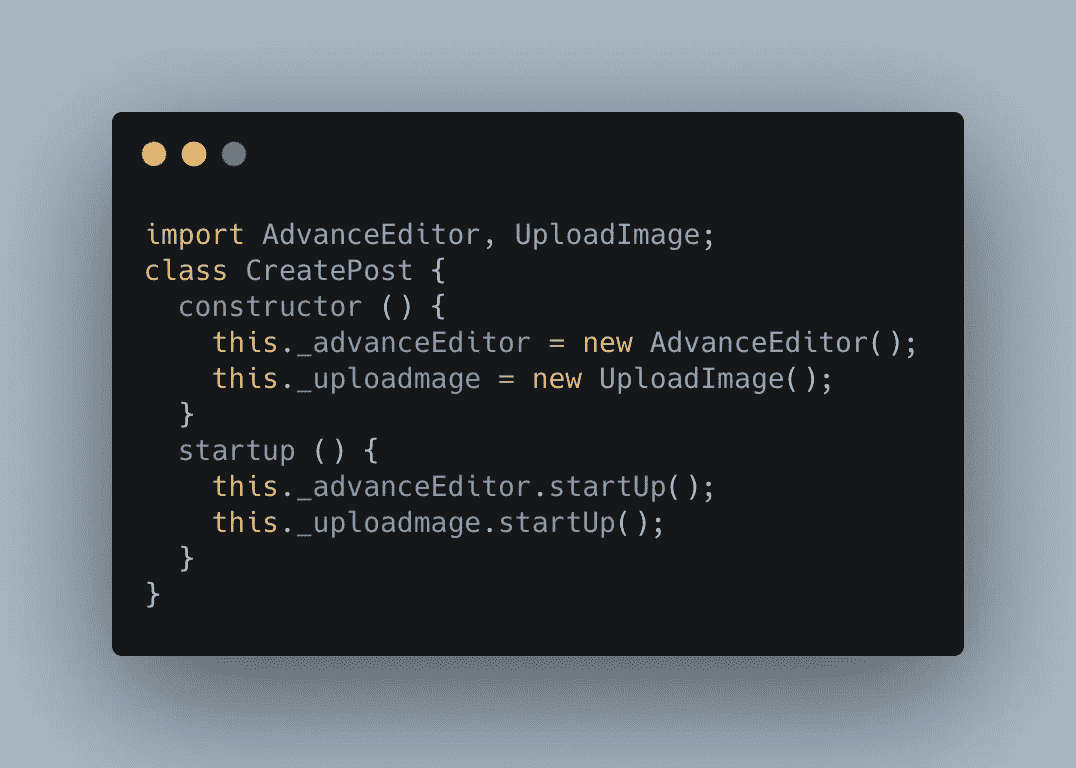 import AdvanceEditor, UploadImage;
class CreatePost {
  constructor () {
    this._advanceEditor = new AdvanceEditor();
    this._uploadmage = new UploadImage();
  }
  startup () {
    this._advanceEditor.startUp();
    this._uploadmage.startUp();
  }
}